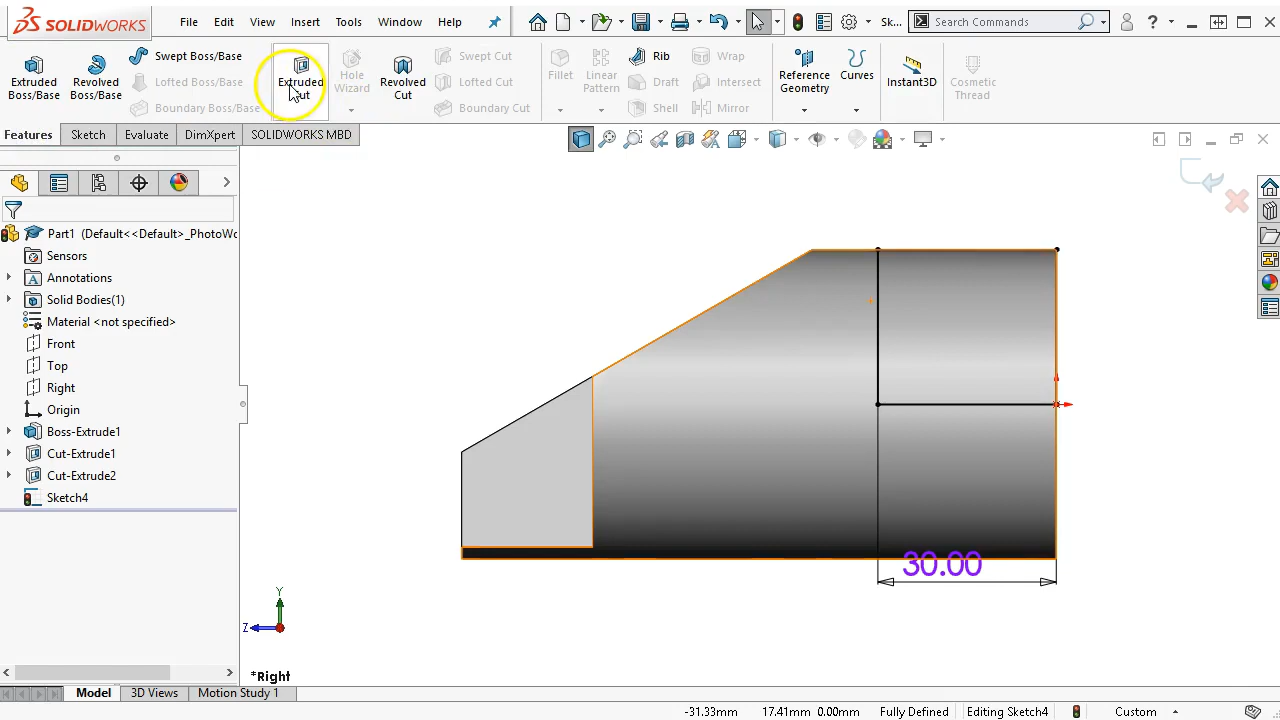 SOLIDWORKS File Edit View Insert Tools Window Help Sk... Search Commands ?
Extruded Boss/Base
Revolved Boss/Base
Swept Boss/Base
Lofted Boss/Base
Boundary Boss/Base
Extruded Cut
Hole Wizard
Revolved Cut
Swept Cut
Lofted Cut
Boundary Cut
Fillet
Linear Pattern
Rib
Draft
Shell
Wrap
Intersect
Mirror
Reference Geometry
Curves
Instant3D
Cosmetic Thread
Features Sketch Evaluate DimXpert SOLIDWORKS MBD
Part1 (Default<<Default>_PhotoWo
Sensors
Annotations
Solid Bodies(1)
Material <not specified>
Front
Top
Right
Origin
Boss-Extrude1
Cut-Extrude1
Cut-Extrude2
Sketch4
30.00
Y
Z
*Right
Model 3D Views Motion Study 1
-31.33mm 17.41mm 0.00mm Fully Defined Editing Sketch4 Custom